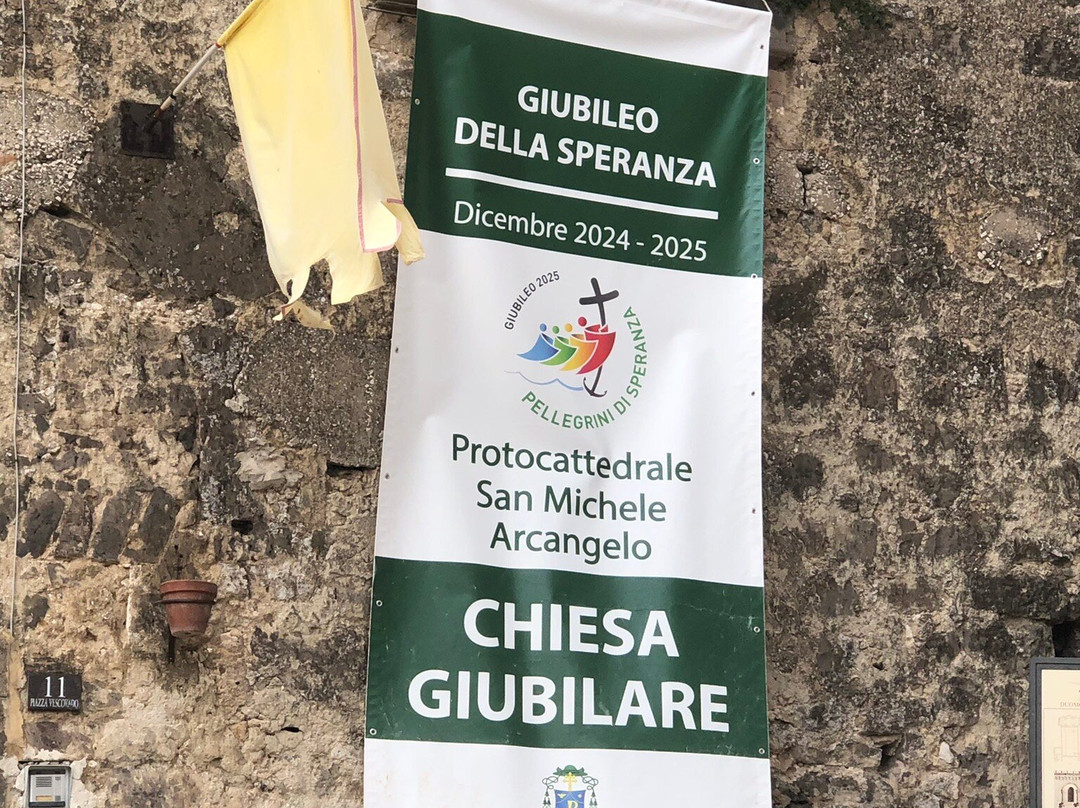 GIUBILEO
DELLA SPERANZA
Dicembre 2024 - 2025
GIUBILEO 2025
PELLEGRINI DI SPERANZA
Protocattedrale
San Michele
Arcangelo
CHIESA
GIUBILARE
11
PIAZZA VESCOVADO